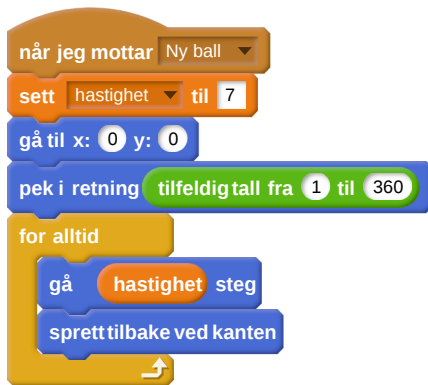 når jeg mottar Ny ball
sett hastighet til 7
gå til x: 0 y: 0
pek i retning tilfeldig tall fra 1 til 360
for alltid
gå hastighet steg
sprett tilbake ved kanten